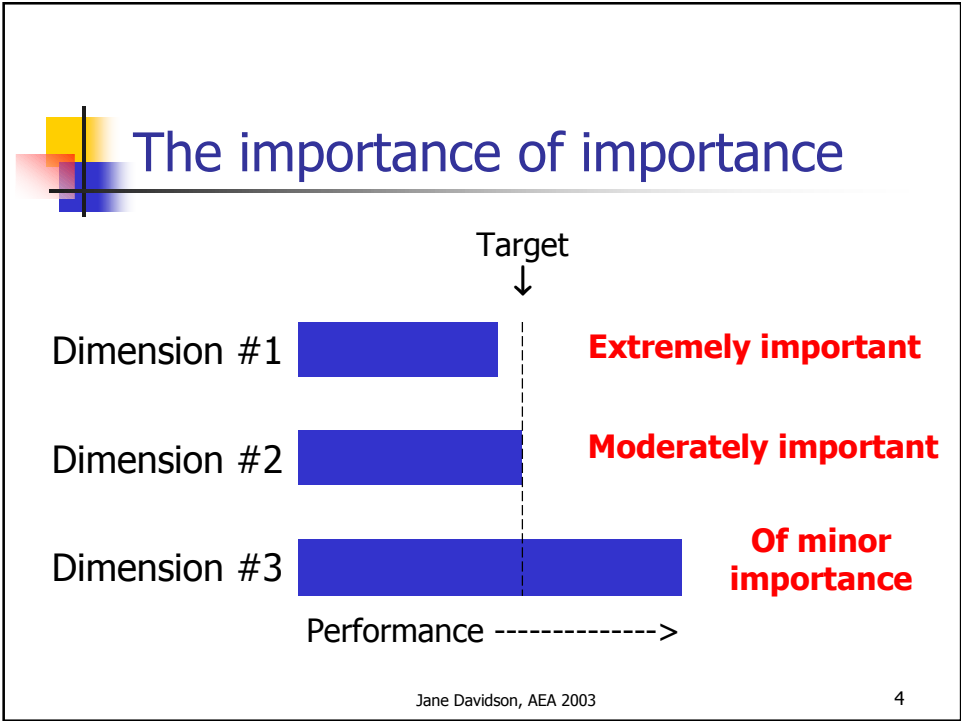 The importance of importance
Target
↓
Dimension #1
Extremely important
Dimension #2
Moderately important
Dimension #3
Of minor
importance
Performance -------------->
Jane Davidson, AEA 2003
4